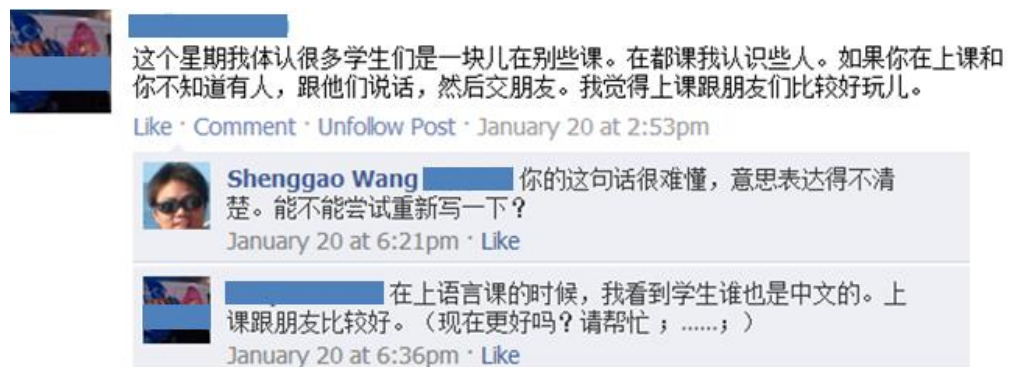 这个星期我体认很多学生们是一块儿在别些课。在都课我认识些人。如果你在上课和
你不知道有人，跟他们说话，然后交朋友。我觉得上课跟朋友们比较好玩儿。
Like · Comment · Unfollow Post · January 20 at 2:53pm
Shenggao Wang 你的这句话很难懂，意思表达得不清
楚。能不能尝试重新写一下？
January 20 at 6:21pm · Like
在上语言课的时候，我看到学生谁也是中文的。上
课跟朋友比较好。（现在更好吗？请帮忙；……；）
January 20 at 6:36pm · Like